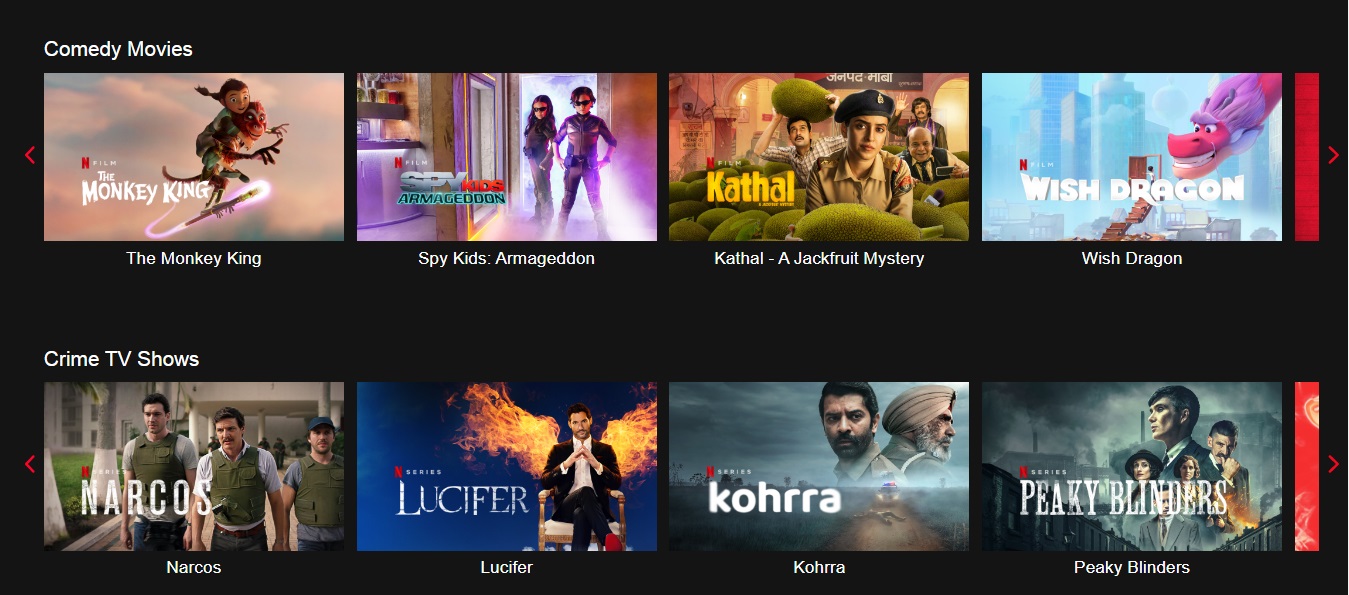 Comedy Movies
N FILM
THE
MONKEY KING
N FILM
SPY KIDS
ARMAGEDDON
जनपद-मोबा
N FILM
Kathal
N FILM
WISH DRAGON
The Monkey King
Spy Kids: Armageddon
Kathal - A Jackfruit Mystery
Wish Dragon
Crime TV Shows
N SERIES
NARCOS
N SERIES
LUCIFER
N SERIES
kohrra
N SERIES
PEAKY BLINDERS
Narcos
Lucifer
Kohrra
Peaky Blinders